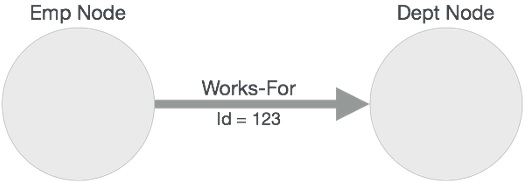 Emp Node
Dept Node
Works-For
Id = 123